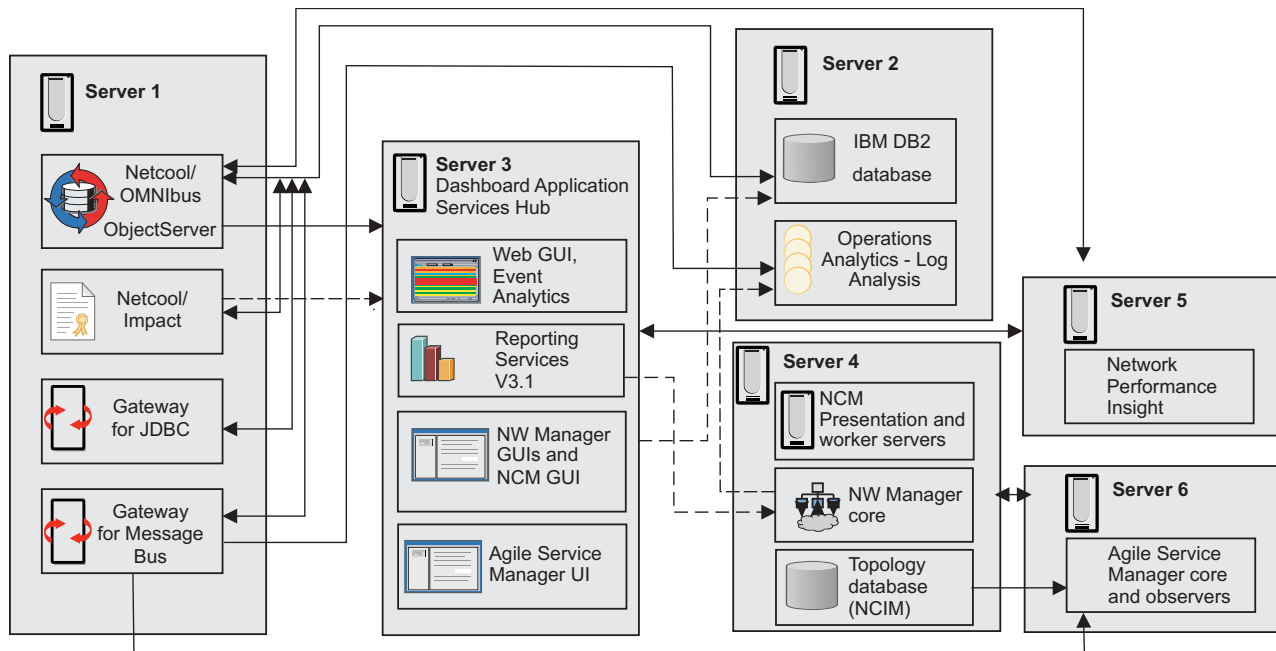 Server 1
Netcool/
OMNIbus
ObjectServer
Netcool/
Impact
Gateway
for JDBC
Gateway
for Message
Bus
Server 3
Dashboard Application
Services Hub
Web GUI,
Event
Analytics
Reporting
Services
V3.1
NW Manager
GUIs and
NCM GUI
Agile Service
Manager UI
Server 2
IBM DB2
database
Operations
Analytics - Log
Analysis
Server 4
NCM
Presentation and
worker servers
NW Manager
core
Topology
database
(NCIM)
Server 5
Network
Performance
Insight
Server 6
Agile Service
Manager core
and observers